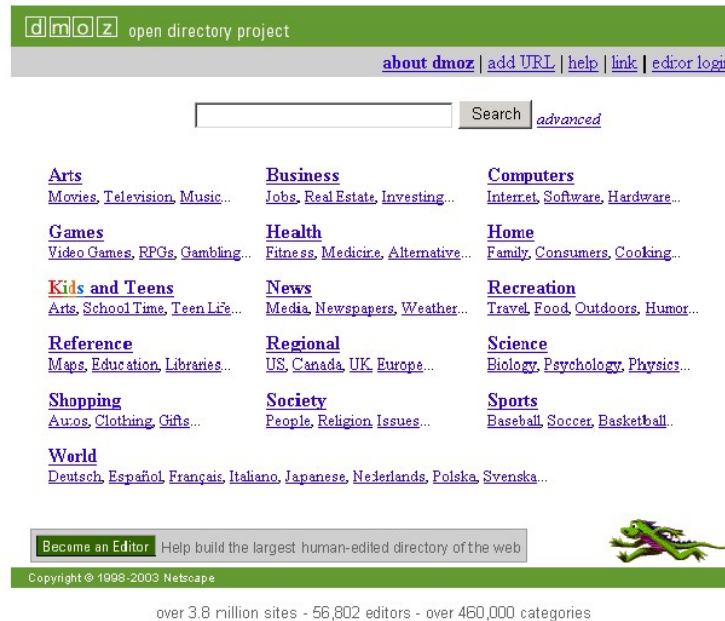 dmoz open directory project
about dmoz | add URL | help | link | editor login
Search advanced
Arts Business Computers
Movies, Television, Music... Jobs, Real Estate, Investing... Internet, Software, Hardware...
Games Health Home
Video Games, RPGs, Gambling... Fitness, Medicine, Alternative... Family, Consumers, Cooking...
Kids and Teens News Recreation
Arts, School Time, Teen Life... Media, Newspapers, Weather... Travel, Food, Outdoors, Humor...
Reference Regional Science
Maps, Education, Libraries... US, Canada, UK, Europe... Biology, Psychology, Physics...
Shopping Society Sports
Autos, Clothing, Gifts... People, Religion, Issues... Baseball, Soccer, Basketball...
World
Deutsch, Español, Français, Italiano, Japanese, Nederlands, Polska, Svenska...
Become an Editor Help build the largest human-edited directory of the web
Copyright © 1998-2003 Netscape
over 3.8 million sites - 56,802 editors - over 460,000 categories